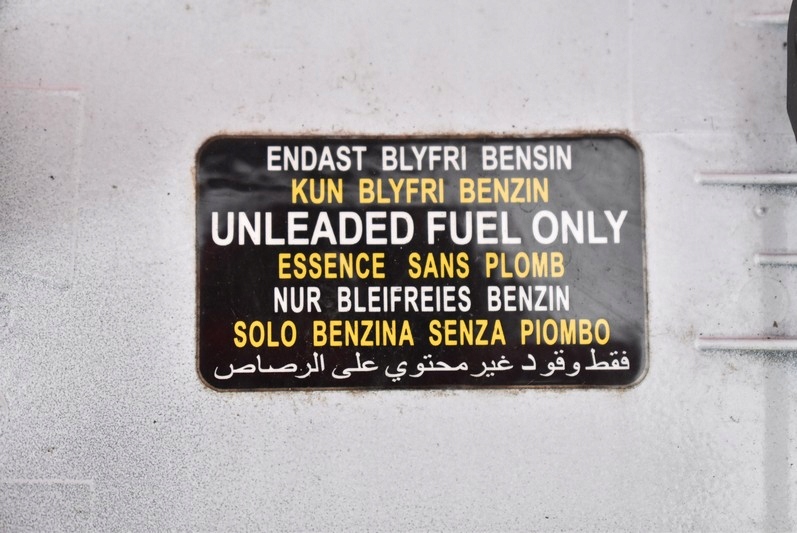 ENDAST BLYFRI BENSIN
KUN BLYFRI BENZIN
UNLEADED FUEL ONLY
ESSENCE SANS PLOMB
NUR BLEIFREIES BENZIN
SOLO BENZINA SENZA PIOMBO
فقط وقود غير محتوي على الرصاص